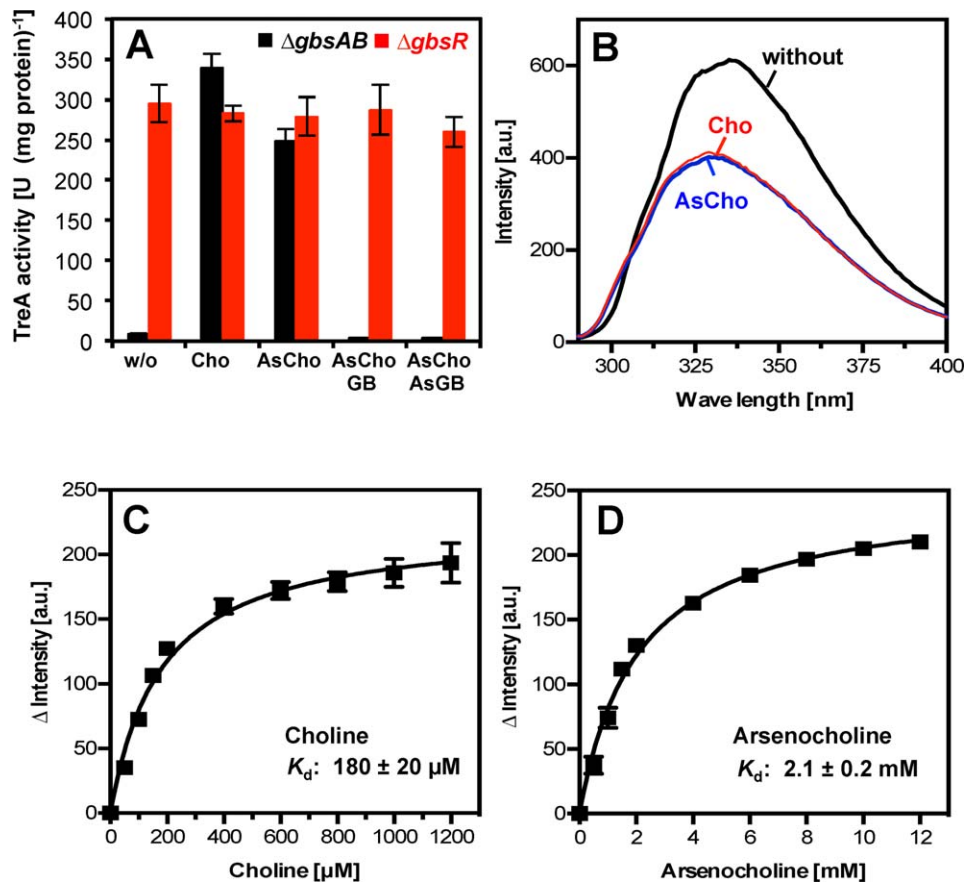 A
ΔgbsAB ΔgbsR
TreA activity [U (mg protein)⁻¹]
400
350
300
250
200
150
100
50
0
w/o Cho AsCho AsCho AsCho
GB AsGB
B
without
Cho
AsCho
Intensity [a.u.]
600
400
200
0
300 325 350 375 400
Wave length [nm]
C
Δ Intensity [a.u.]
250
200
150
100
50
0
Choline
Kd: 180 ± 20 µM
0 200 400 600 800 1000 1200
Choline [µM]
D
Δ Intensity [a.u.]
250
200
150
100
50
0
Arsenocholine
Kd: 2.1 ± 0.2 mM
0 2 4 6 8 10 12
Arsenocholine [mM]